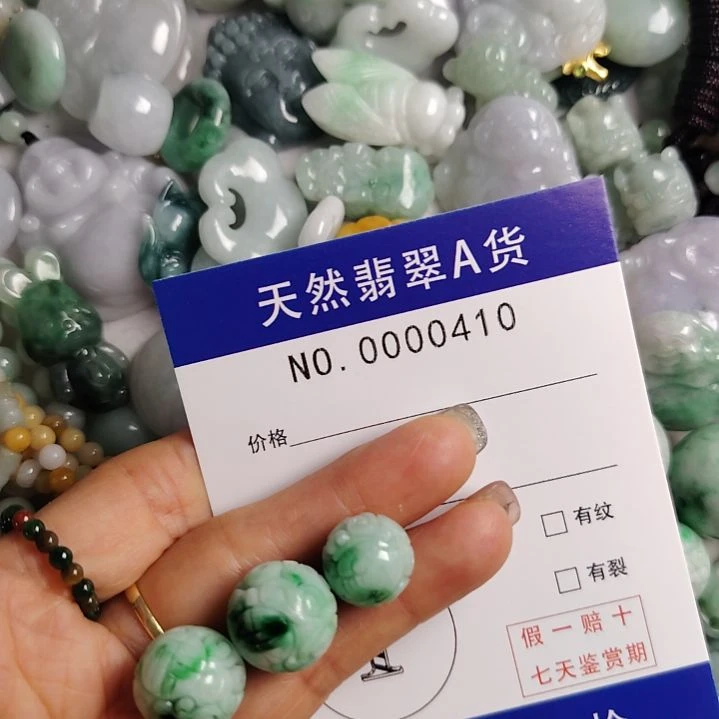 天然翡翠A货
NO.0000410
价格
有纹
有裂
假一赔十
七天鉴赏期